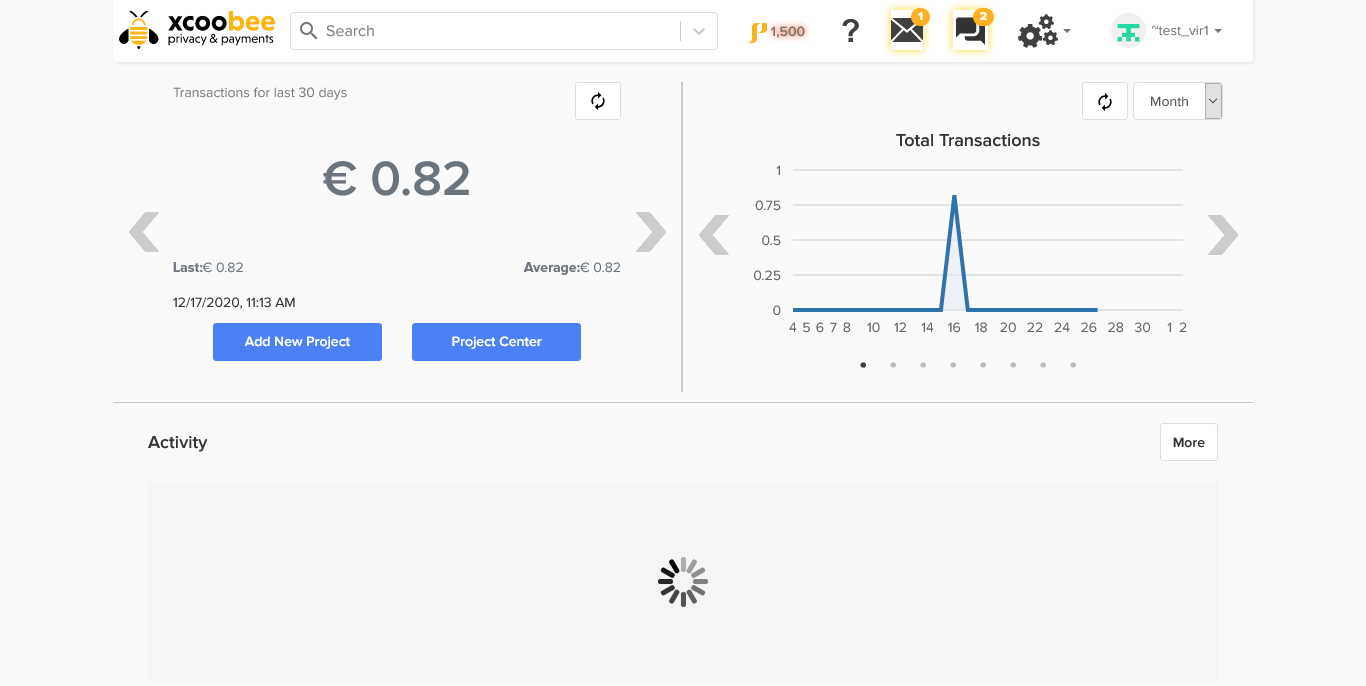 xcoobee
privacy & payments
Search
1,500
?
1
2
~test_vir1
Transactions for last 30 days
€ 0.82
Last:€ 0.82
Average:€ 0.82
12/17/2020, 11:13 AM
Add New Project
Project Center
Month
Total Transactions
1
0.75
0.5
0.25
0
4 5 6 7 8 10 12 14 16 18 20 22 24 26 28 30 1 2
Activity
More